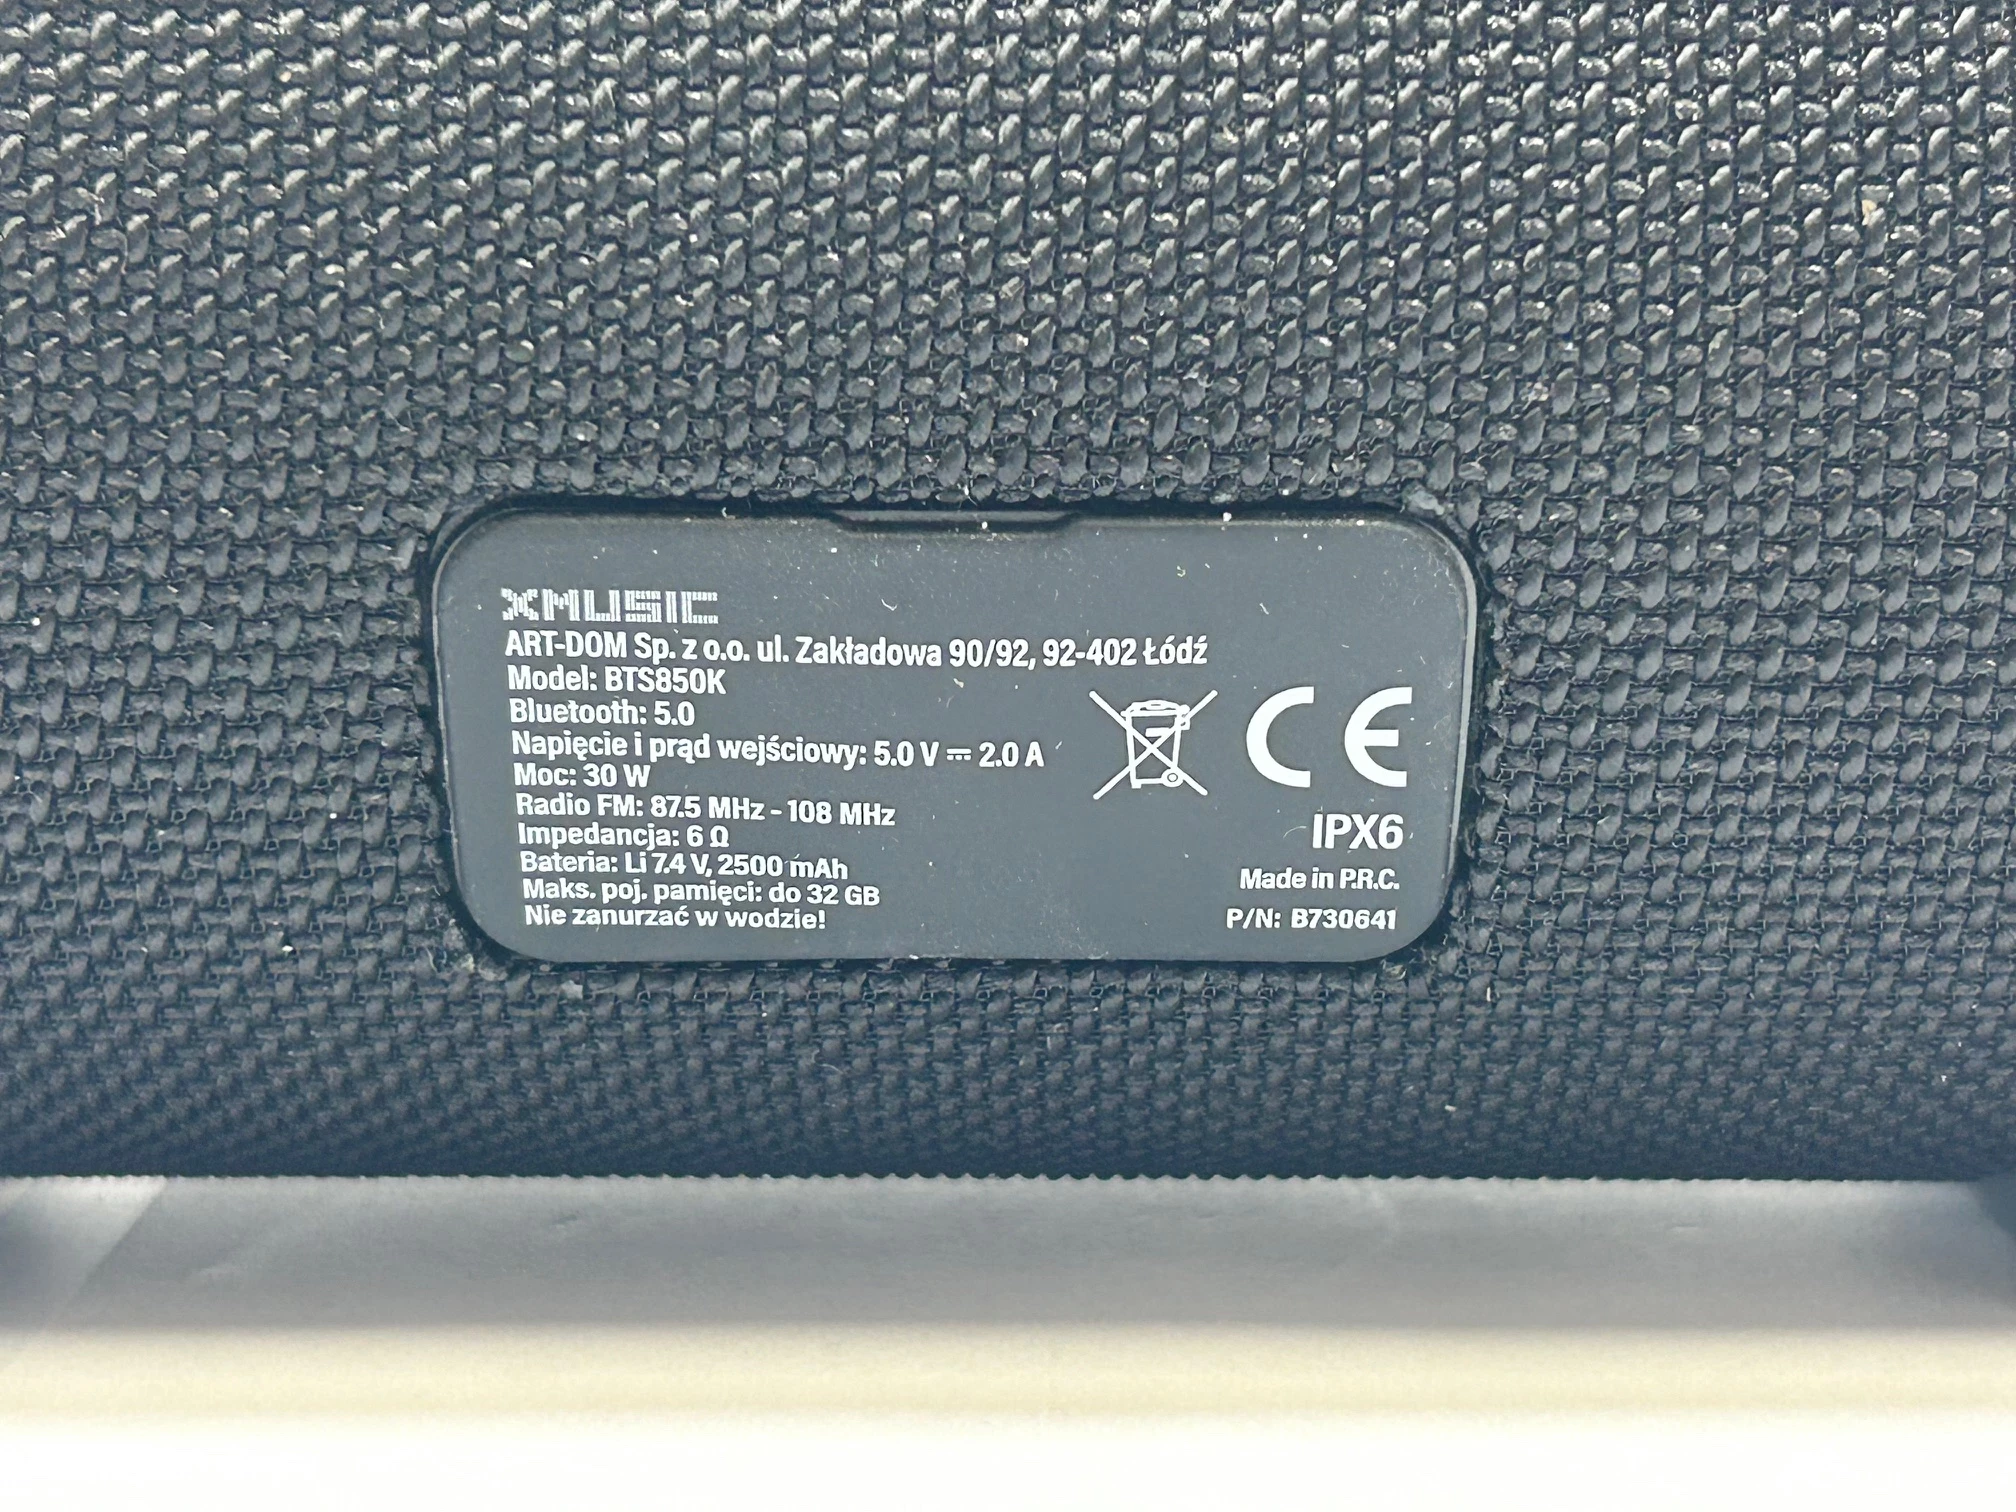 XMUSIC
ART-DOM Sp. z o.o. ul. Zakładowa 90/92, 92-402 Łódź
Model: BTS850K
Bluetooth: 5.0
Napięcie i prąd wejściowy: 5.0 V ⎓ 2.0 A
Moc: 30 W
Radio FM: 87.5 MHz - 108 MHz
Impedancja: 6 Ω
Bateria: Li 7.4 V, 2500 mAh
Maks. poj. pamięci: do 32 GB
Nie zanurzać w wodzie!
CE
IPX6
Made in P.R.C.
P/N: B730641